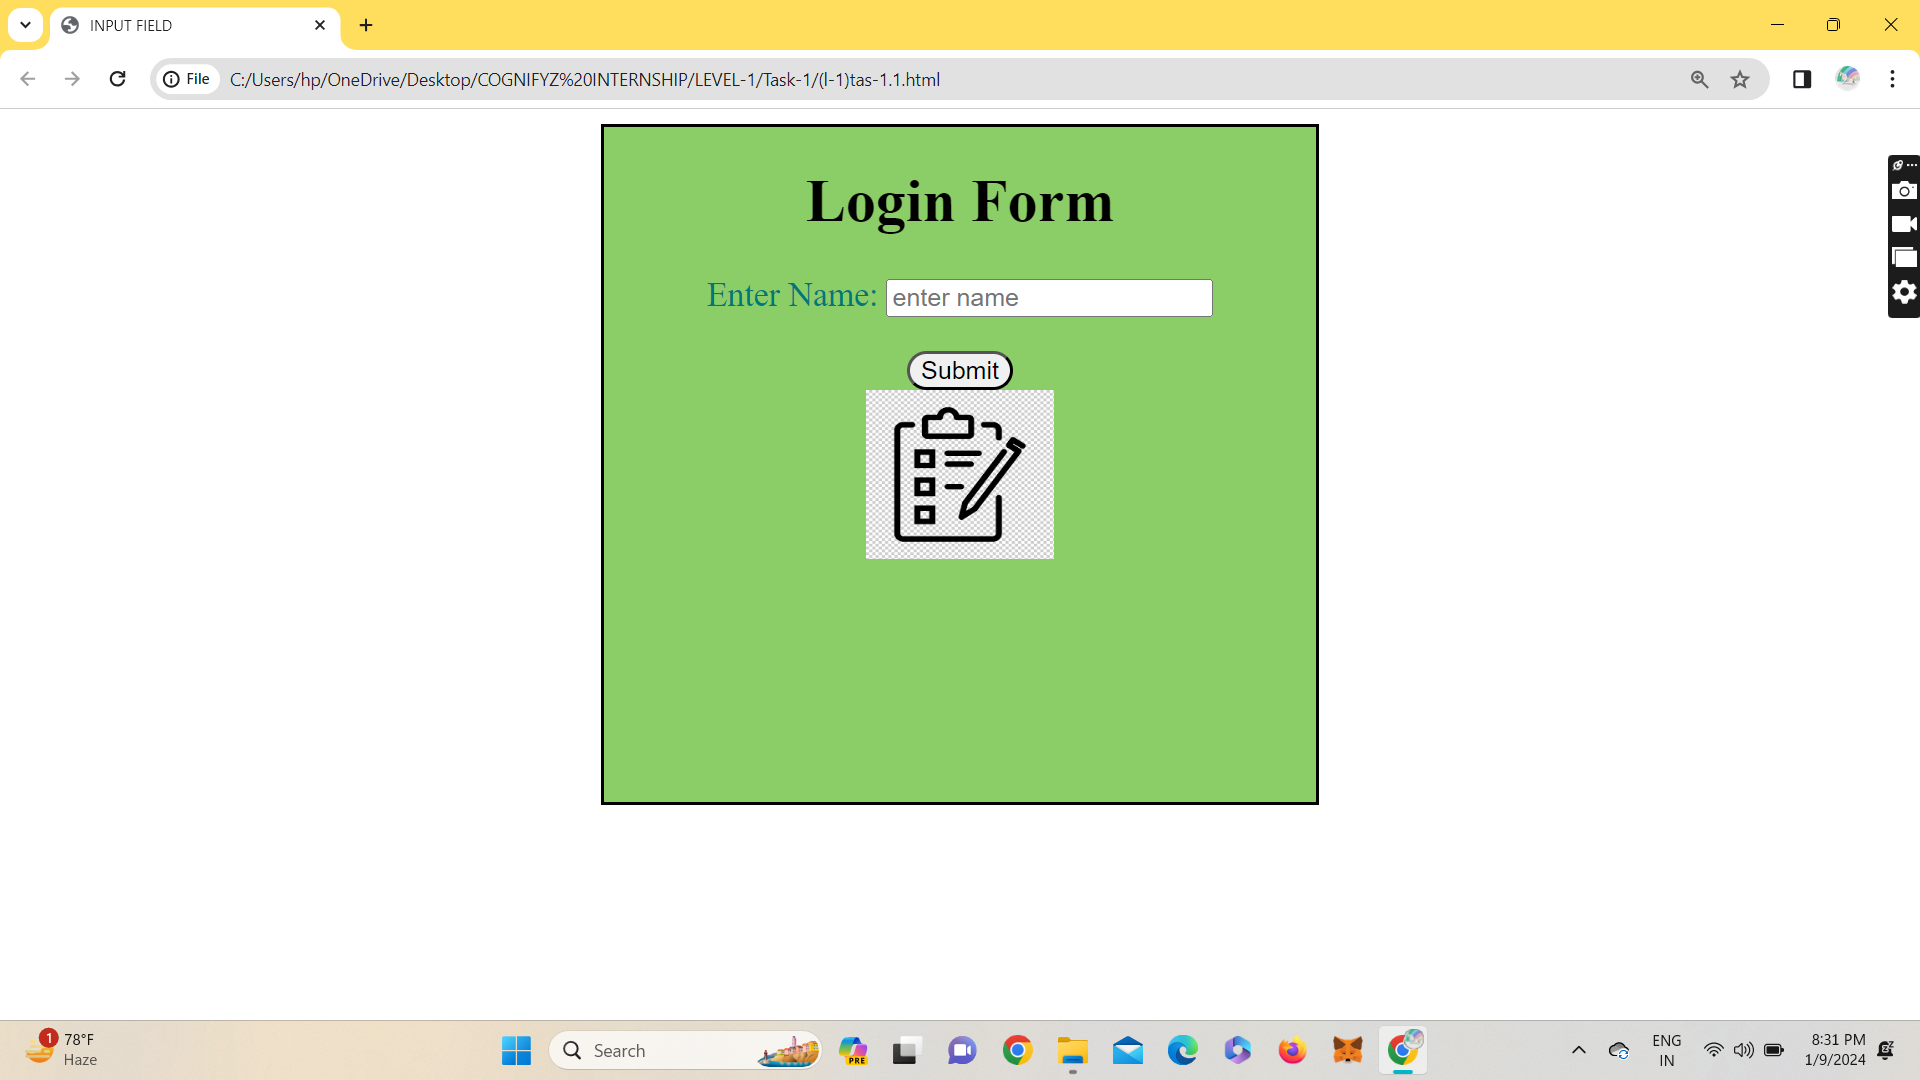 INPUT FIELD
File C:/Users/hp/OneDrive/Desktop/COGNIFYZ%20INTERNSHIP/LEVEL-1/Task-1/(l-1)tas-1.1.html
Login Form
Enter Name: enter name
Submit
1
78°F
Haze
Search
PRE
ENG
IN
8:31 PM
1/9/2024